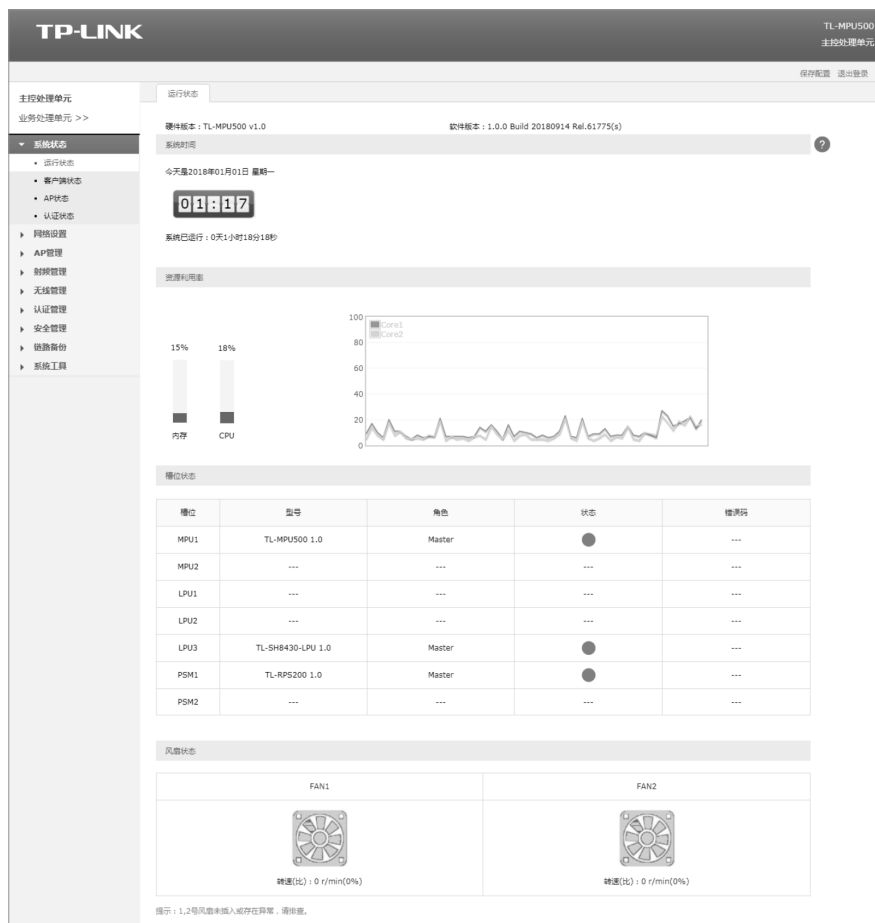 TP-LINK
TL-MPU500
主控处理单元
保存配置 退出登录
主控处理单元
业务处理单元 >>
系统状态
运行状态
客户端状态
AP状态
认证状态
网络设置
AP管理
射频管理
无线管理
认证管理
安全管理
链路备份
系统工具
运行状态
硬件版本：TL-MPU500 v1.0 软件版本：1.0.0 Build 20180914 Rel.61775(s)
系统时间
?
今天是2018年01月01日 星期一
01:17
系统已运行：0天1小时18分18秒
资源利用率
15% 18%
内存 CPU
100
80
60
40
20
0
Core1
Core2
槽位状态
槽位 型号 角色 状态 错误码
MPU1 TL-MPU500 1.0 Master ---
MPU2 --- --- --- ---
LPU1 --- --- --- ---
LPU2 --- --- --- ---
LPU3 TL-SH8430-LPU 1.0 Master ---
PSM1 TL-RPS200 1.0 Master ---
PSM2 --- --- --- ---
风扇状态
FAN1 FAN2
转速(比)：0 r/min(0%) 转速(比)：0 r/min(0%)
提示：1,2号风扇未插入或存在异常，请排查。